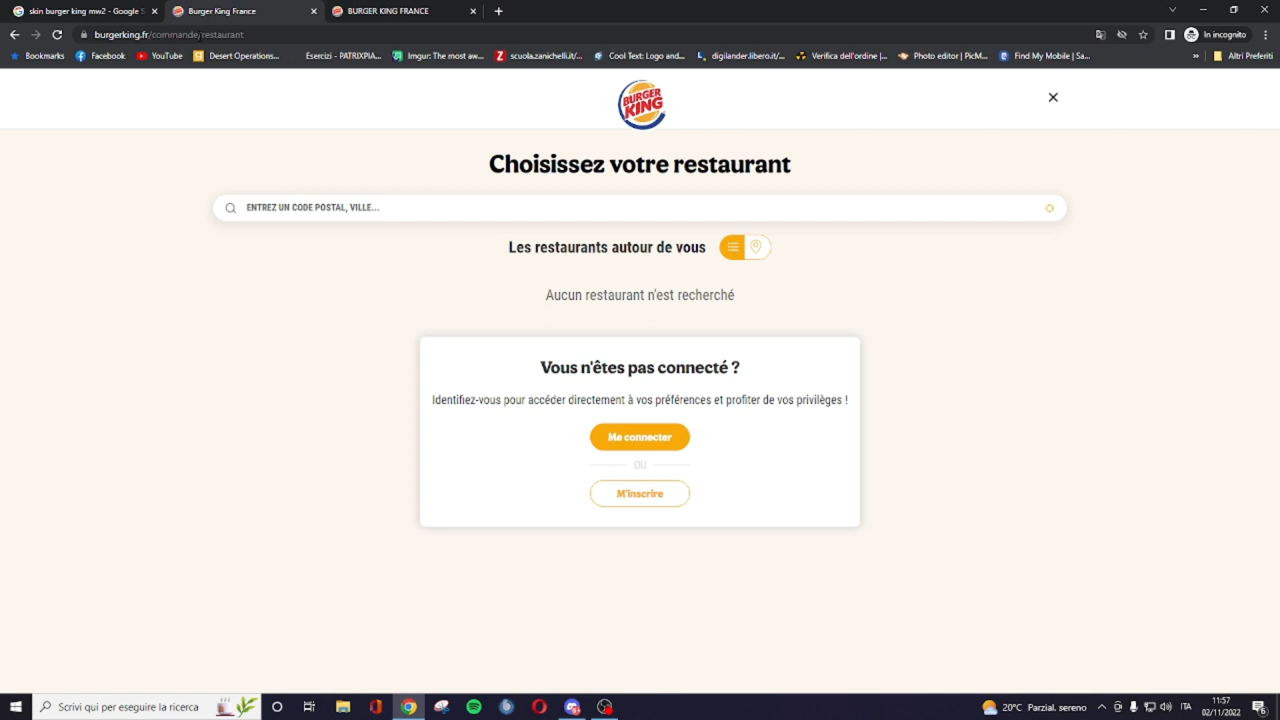 skin burger king mw2 - Google S
Burger King France
BURGER KING FRANCE
burgerking.fr/commande/restaurant
In incognito
Bookmarks
Facebook
YouTube
Desert Operations...
Esercizi - PATRIXPIA...
Imgur: The most aw...
scuola.zanichelli.it/...
Cool Text: Logo and...
digilander.libero.it/...
Verifica dell'ordine |...
Photo editor | PicM...
Find My Mobile | Sa...
»
Altri Preferiti
BURGER
KING
Choisissez votre restaurant
ENTREZ UN CODE POSTAL, VILLE...
Les restaurants autour de vous
Aucun restaurant n'est recherché
Vous n'êtes pas connecté ?
Identifiez-vous pour accéder directement à vos préférences et profiter de vos privilèges !
Me connecter
OU
M'inscrire
Scrivi qui per eseguire la ricerca
20°C Parzial. sereno
ITA
11:57
02/11/2022
6